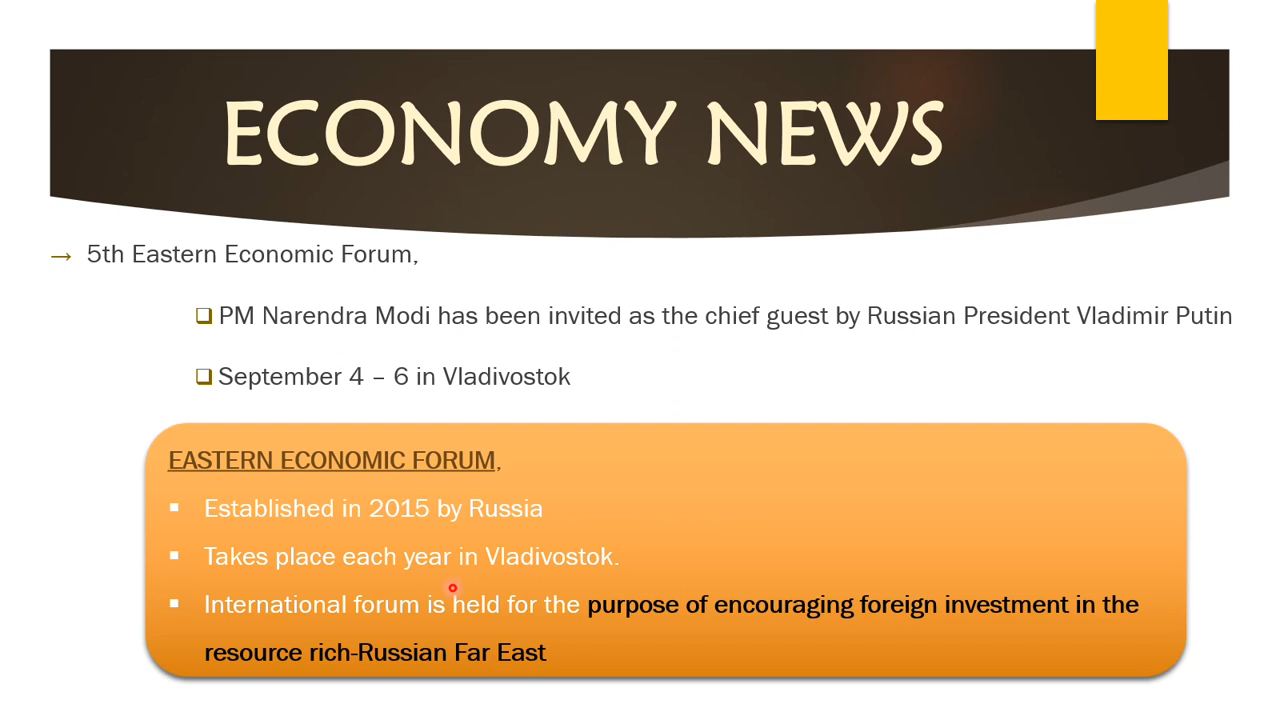 ECONOMY NEWS
→ 5th Eastern Economic Forum,
❑ PM Narendra Modi has been invited as the chief guest by Russian President Vladimir Putin
❑ September 4 – 6 in Vladivostok
EASTERN ECONOMIC FORUM,
▪ Established in 2015 by Russia
▪ Takes place each year in Vladivostok.
▪ International forum is held for the purpose of encouraging foreign investment in the
resource rich-Russian Far East